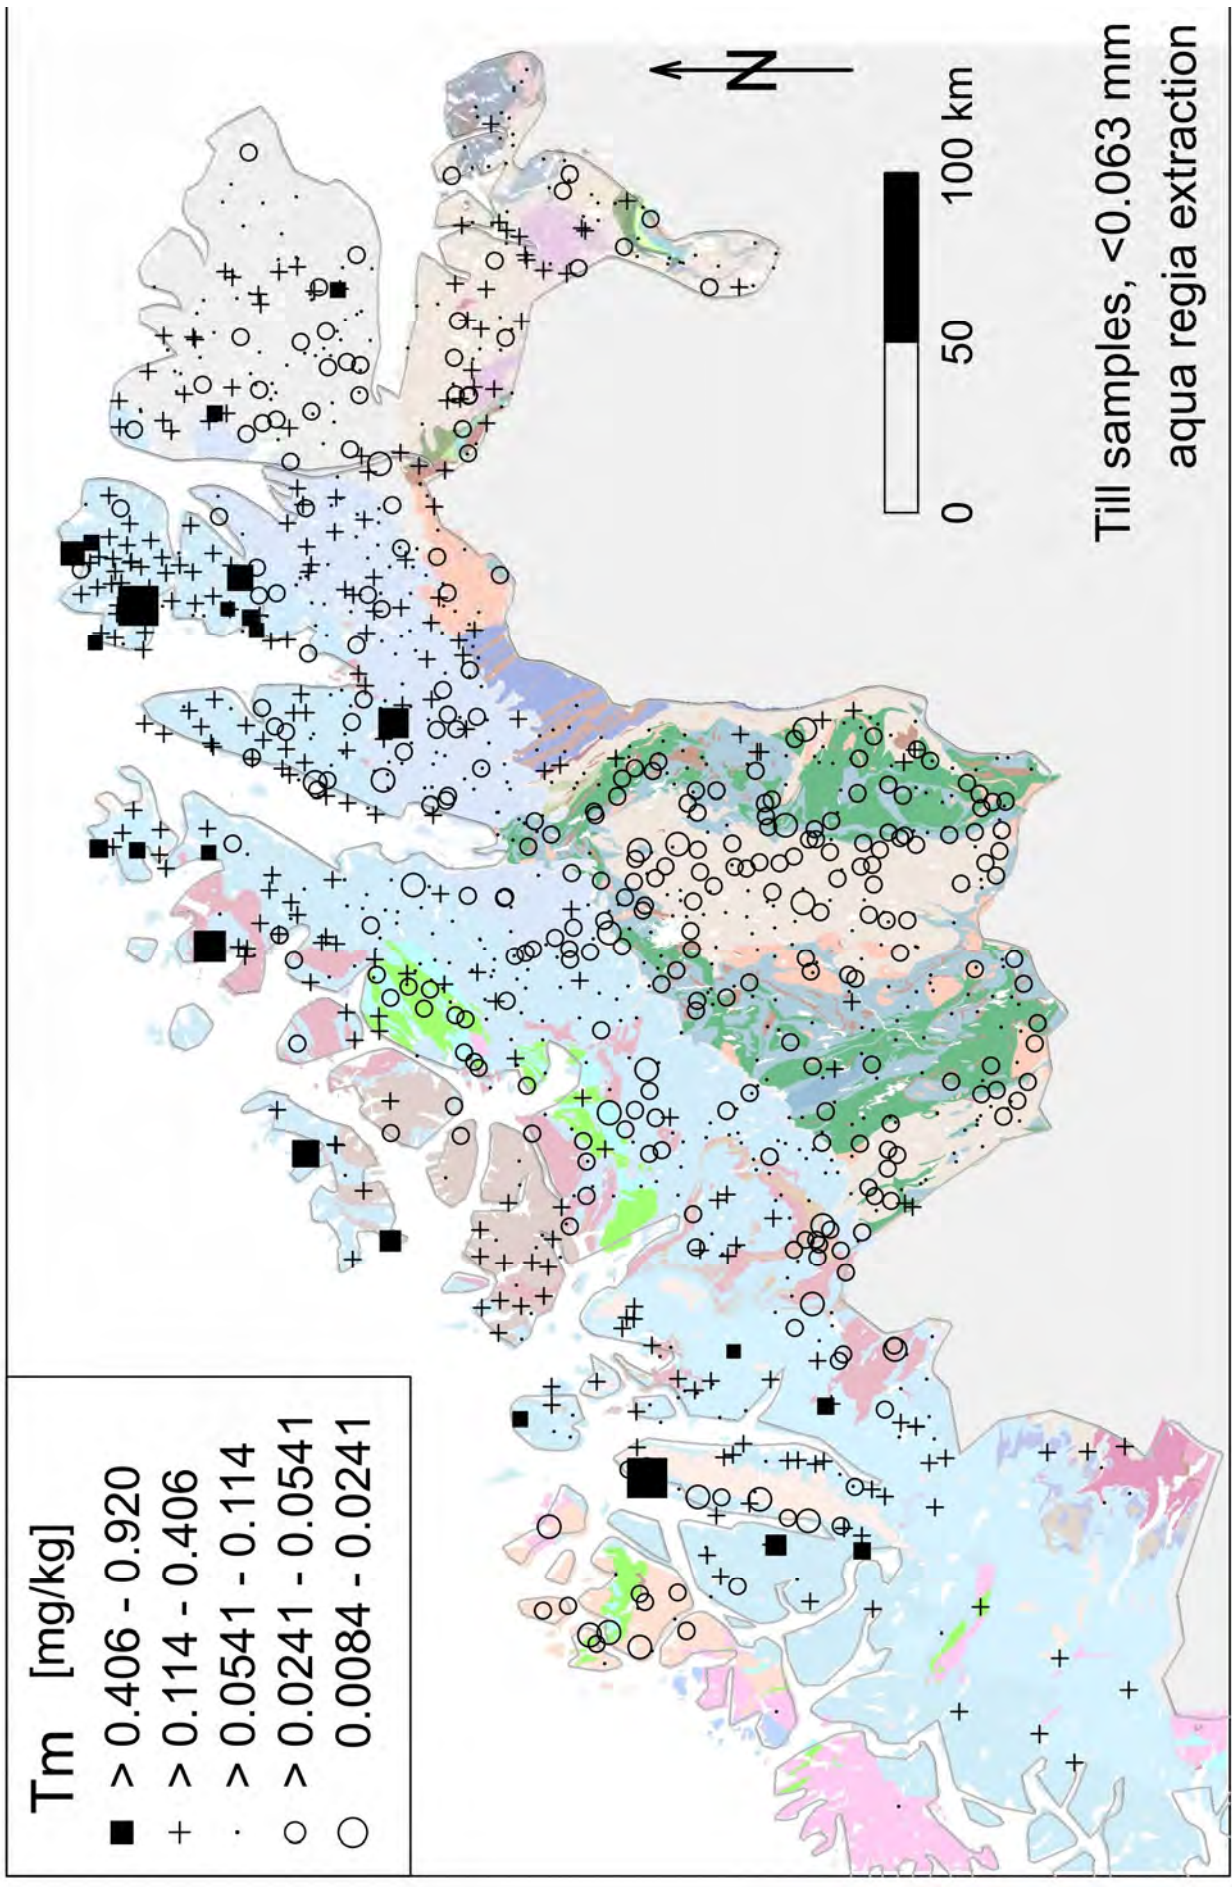 Tm [mg/kg]
> 0.406 - 0.920
> 0.114 - 0.406
> 0.0541 - 0.114
> 0.0241 - 0.0541
0.0084 - 0.0241
N
0 50 100 km
Till samples, <0.063 mm
aqua regia extraction